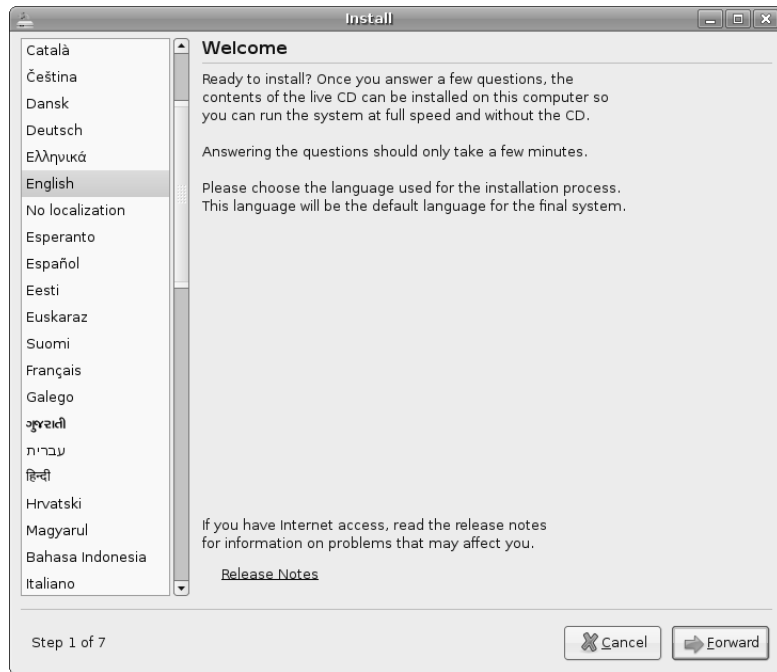 Install
Català
Čeština
Dansk
Deutsch
Ελληνικά
English
No localization
Esperanto
Español
Eesti
Euskaraz
Suomi
Français
Galego
ગુજરાતી
עברית
हिन्दी
Hrvatski
Magyarul
Bahasa Indonesia
Italiano
Welcome
Ready to install? Once you answer a few questions, the
contents of the live CD can be installed on this computer so
you can run the system at full speed and without the CD.
Answering the questions should only take a few minutes.
Please choose the language used for the installation process.
This language will be the default language for the final system.
If you have Internet access, read the release notes
for information on problems that may affect you.
Release Notes
Step 1 of 7
Cancel
Forward